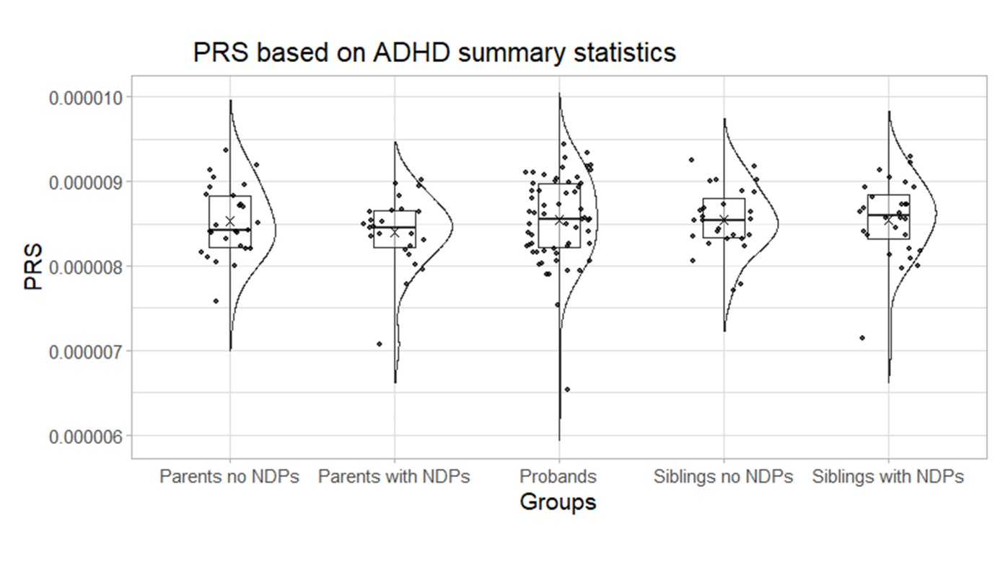 PRS based on ADHD summary statistics
0.000010
0.000009
0.000008
0.000007
0.000006
PRS
Parents no NDPs Parents with NDPs Probands Siblings no NDPs Siblings with NDPs
Groups